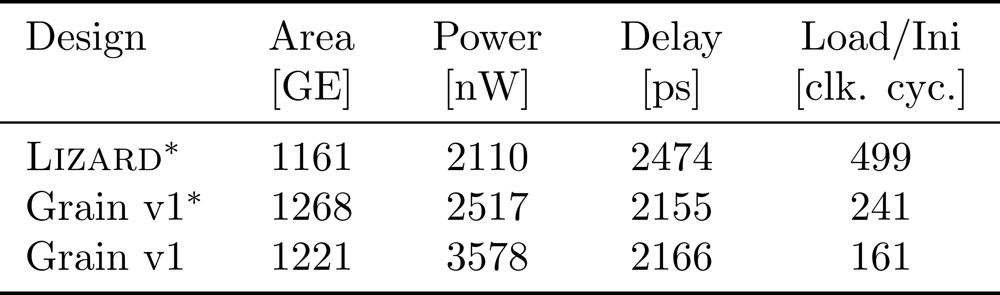 Design Area Power Delay Load/Ini
[GE] [nW] [ps] [clk. cyc.]
LIZARD* 1161 2110 2474 499
Grain v1* 1268 2517 2155 241
Grain v1 1221 3578 2166 161